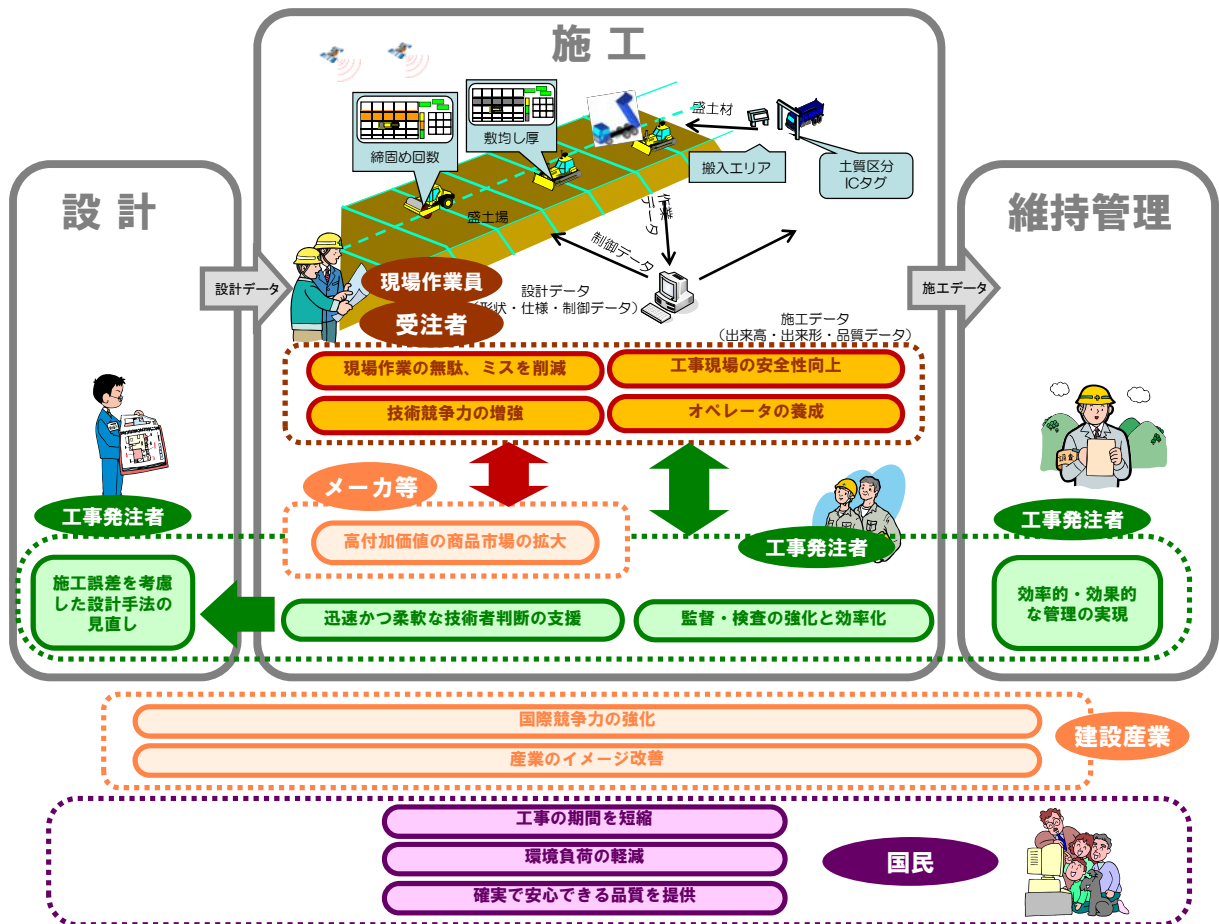 施 工
盛土材
締固め回数
敷均し厚
搬入エリア
土質区分
ICタグ
設 計
維持管理
盛土場
作業
データ
制御データ
設計データ
施工データ
現場作業員
設計データ
形状・仕様・制御データ）
受注者
施工データ
（出来高・出来形・品質データ）
現場作業の無駄、ミスを削減
工事現場の安全性向上
技術競争力の増強
オペレータの養成
メーカ等
工事発注者
工事発注者
工事発注者
高付加価値の商品市場の拡大
施工誤差を考慮
した設計手法の
見直し
迅速かつ柔軟な技術者判断の支援
監督・検査の強化と効率化
効率的・効果的
な管理の実現
国際競争力の強化
産業のイメージ改善
建設産業
工事の期間を短縮
環境負荷の軽減
確実で安心できる品質を提供
国民